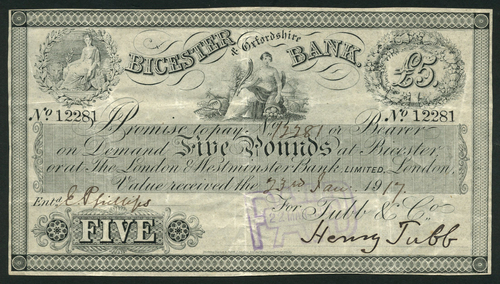 BICESTER & Oxfordshire BANK.
£5
No 12281 No 12281
I Promise to pay No 12281 or Bearer
on Demand Five Pounds at Bicester
or at The London & Westminster Bank LIMITED, London,
Value received the 23rd Jan 1917.
Entd E Phillips For Tubb & Co.
FIVE Henry Tubb